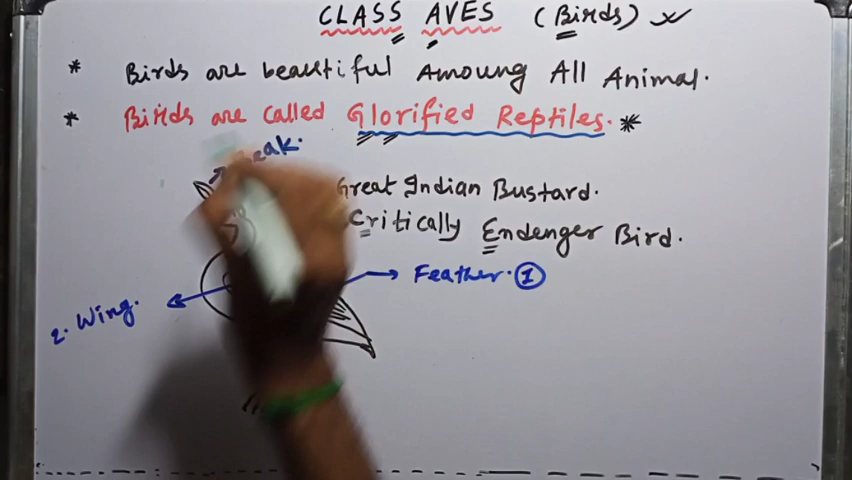 CLASS AVES (Birds)
* Birds are beautiful Amoung All Animal.
* Birds are called Glorified Reptiles. *
Great Indian Bustard.
Critically Endenger Bird.
Feather. 1
2. Wing.